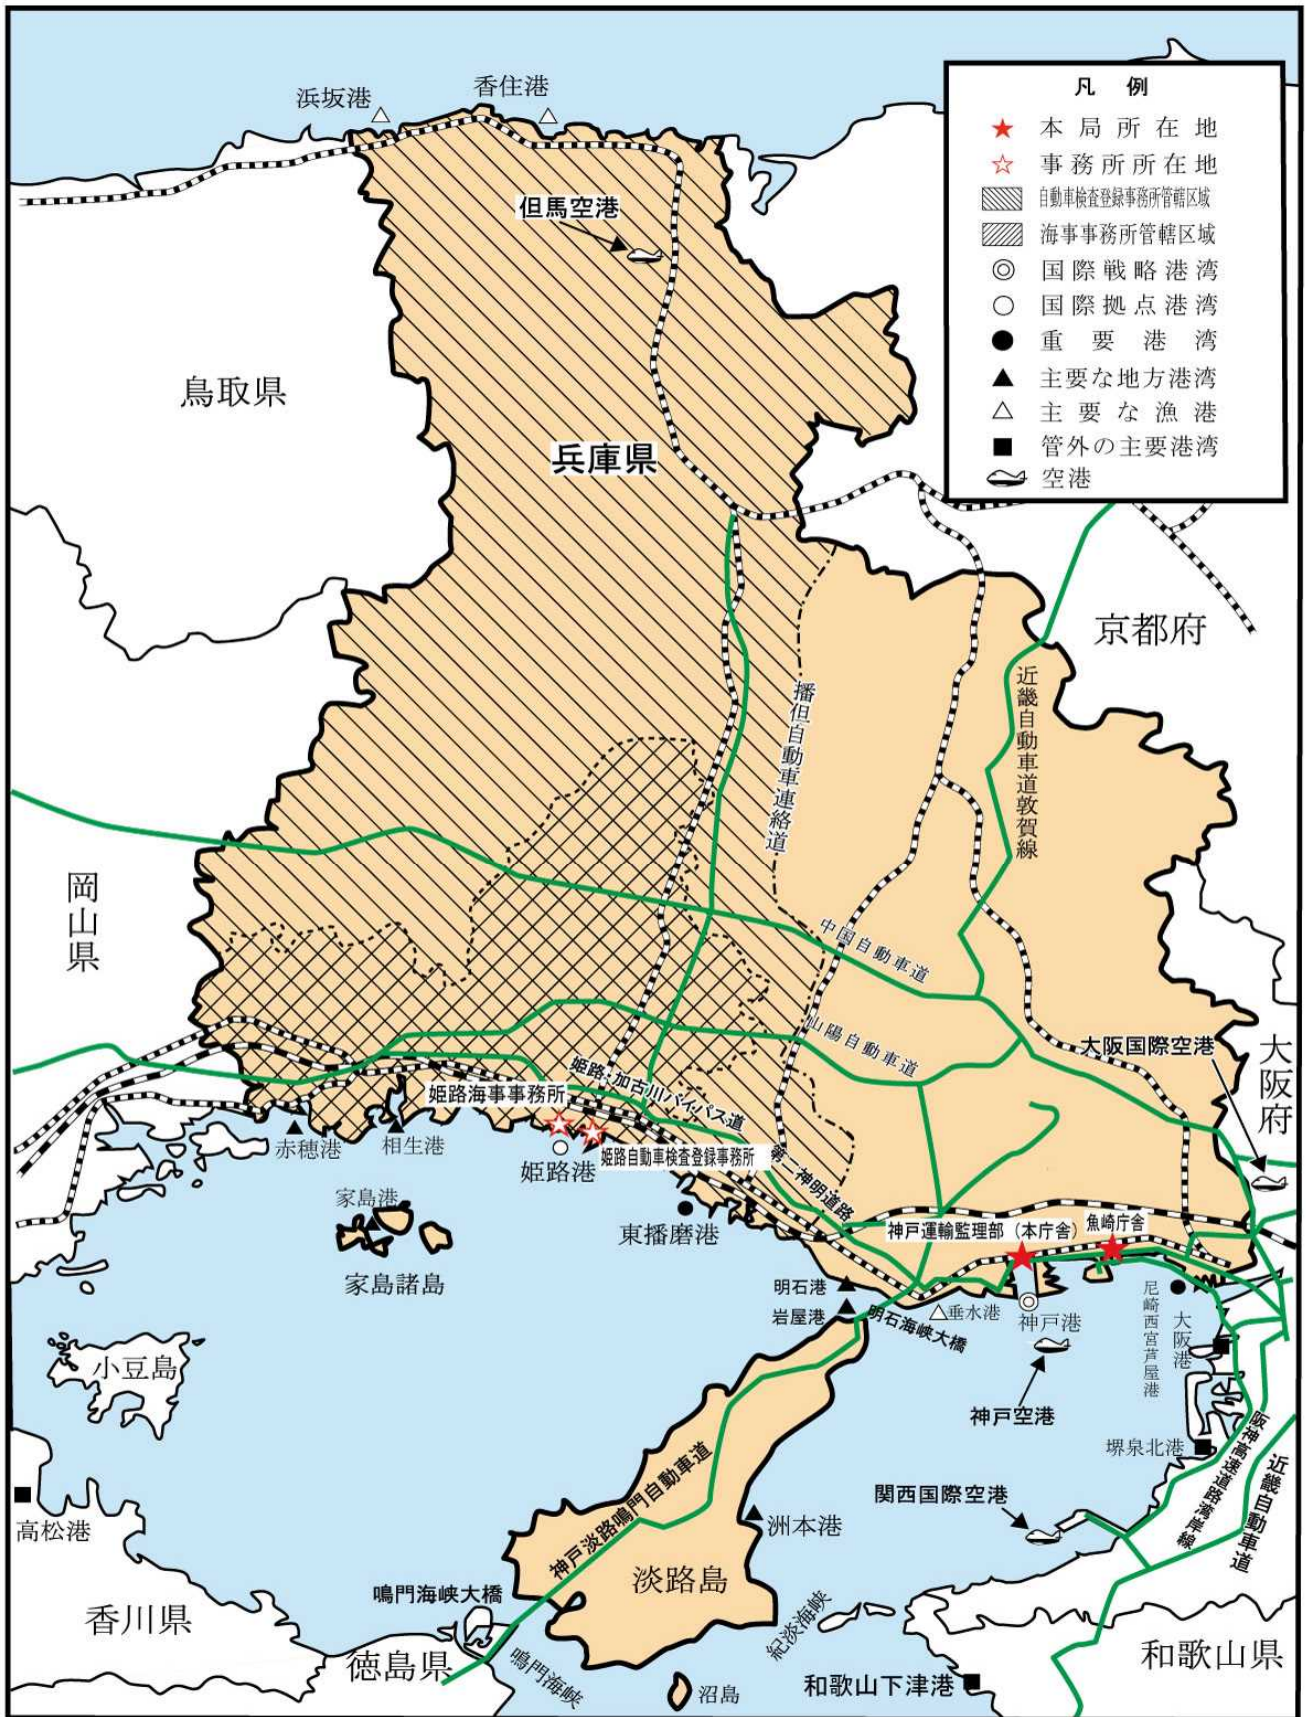 凡例
本局所在地
事務所所在地
自動車検査登録事務所管轄区域
海事事務所管轄区域
国際戦略港湾
国際拠点港湾
重要港湾
主要な地方港湾
主要な漁港
管外の主要港湾
空港
浜坂港
香住港
但馬空港
鳥取県
兵庫県
京都府
近畿自動車道敦賀線
播但自動車連絡道
岡山県
中国自動車道
山陽自動車道
大阪国際空港
大阪府
姫路・加古川バイパス道
姫路海事事務所
赤穂港
相生港
姫路港
姫路自動車検査登録事務所
第二神明道路
家島港
東播磨港
神戸運輸監理部（本庁舎）
魚崎庁舎
家島諸島
明石港
岩屋港
明石海峡大橋
垂水港
神戸港
尼崎西宮芦屋港
大阪港
小豆島
神戸空港
阪神高速道路湾岸線
堺泉北港
近畿自動車道
神戸淡路鳴門自動車道
関西国際空港
高松港
洲本港
淡路島
鳴門海峡大橋
香川県
紀淡海峡
徳島県
鳴門海峡
沼島
和歌山下津港
和歌山県